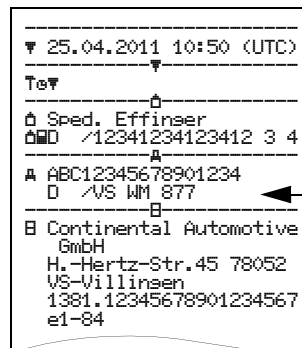 ▼ 25.04.2011 10:50 (UTC)
T⊙▼
Sped. Effinger
D /12341234123412 3 4
ABC12345678901234
D /VS WM 877
Continental Automotive
GmbH
H.-Hertz-Str.45 78052
VS-Villingen
1381.12345678901234567
e1-84